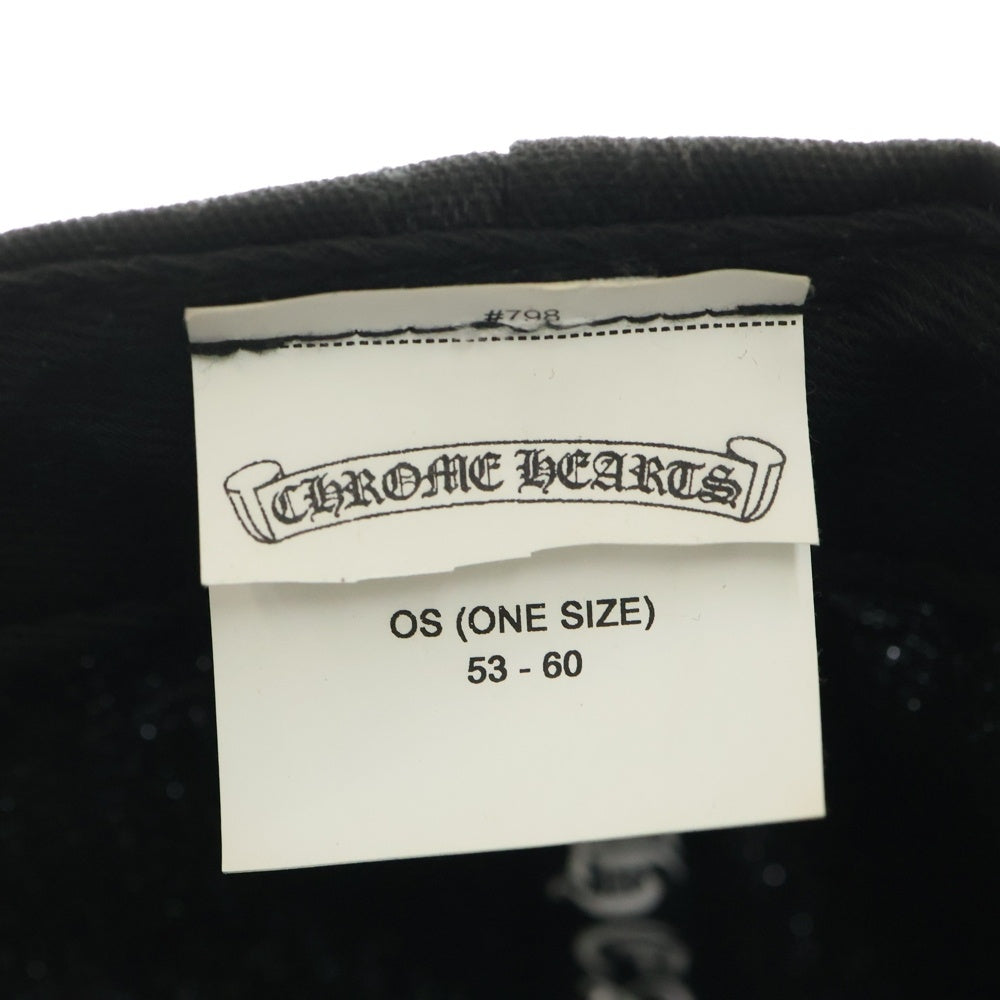 #798
CHROME HEARTS
OS (ONE SIZE)
53 - 60